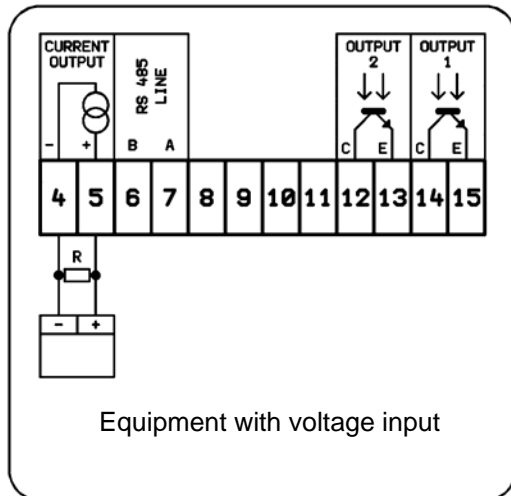 CURRENT
OUTPUT
RS 485
LINE
OUTPUT
2
OUTPUT
1
- +
B A
C E
C E
4 5 6 7 8 9 10 11 12 13 14 15
R
- +
Equipment with voltage input